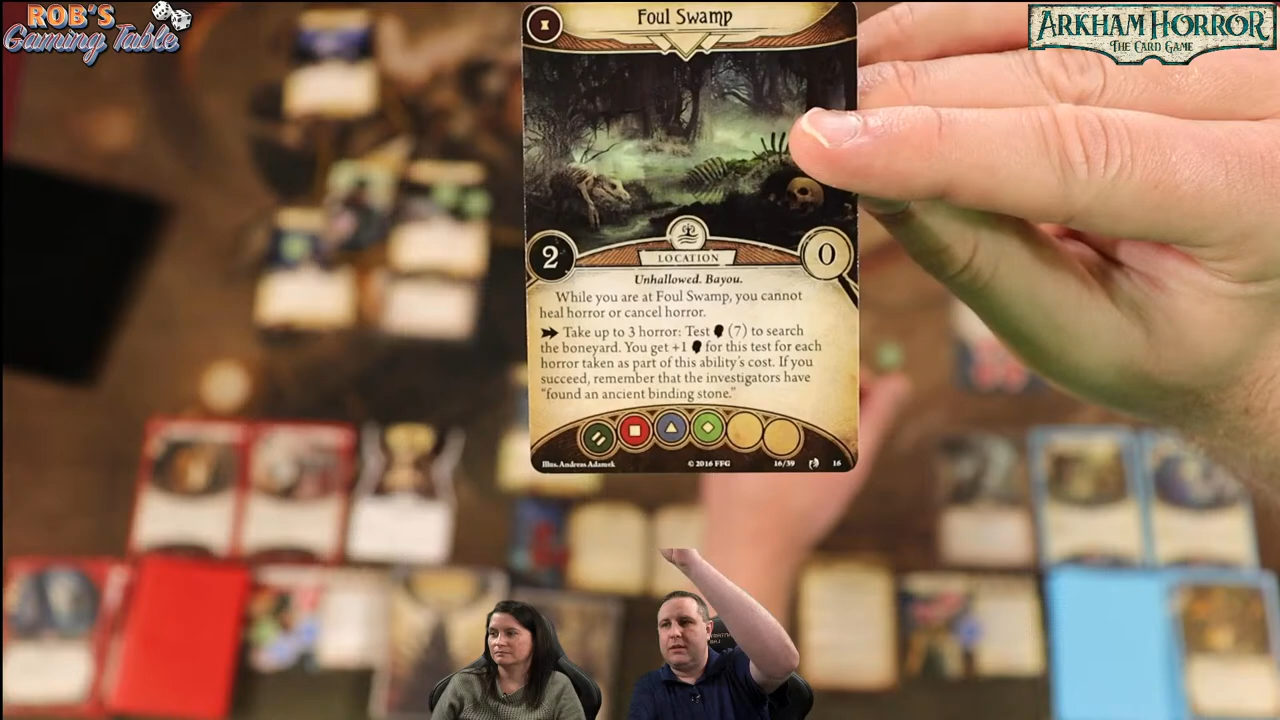 ROB'S
Gaming Table
ARKHAM HORROR
THE CARD GAME
Foul Swamp
2
0
LOCATION
Unhallowed. Bayou.
While you are at Foul Swamp, you cannot
heal horror or cancel horror.
Take up to 3 horror: Test (7) to search
the boneyard. You get +1 for this test for each
horror taken as part of this ability's cost. If you
succeed, remember that the investigators have
"found an ancient binding stone."
Illus. Andreas Adamek
© 2016 FFG
16/39
16